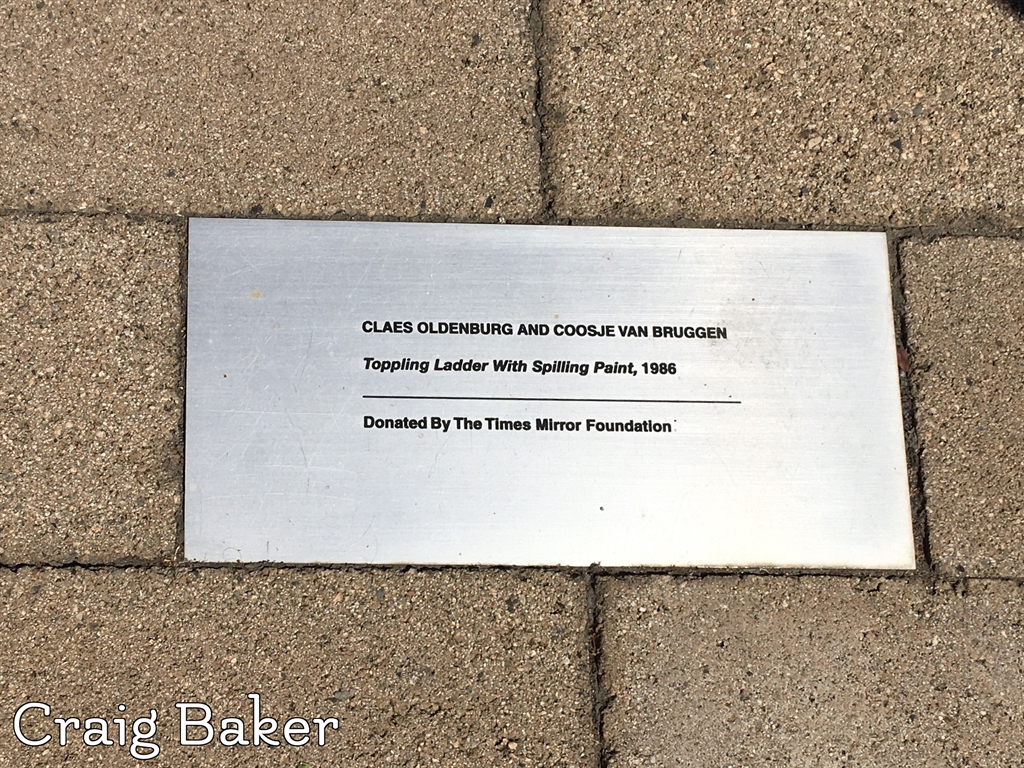 CLAES OLDENBURG AND COOSJE VAN BRUGGEN
Toppling Ladder With Spilling Paint, 1986
Donated By The Times Mirror Foundation
Craig Baker